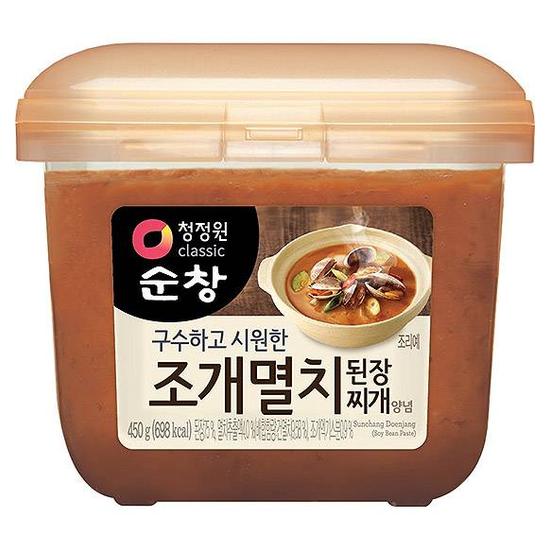 청정원
classic
순창
구수하고 시원한
조개멸치 된장찌개양념
조리예
Sunchang Doenjang
(Soy Bean Paste)
450 g (698 kcal)